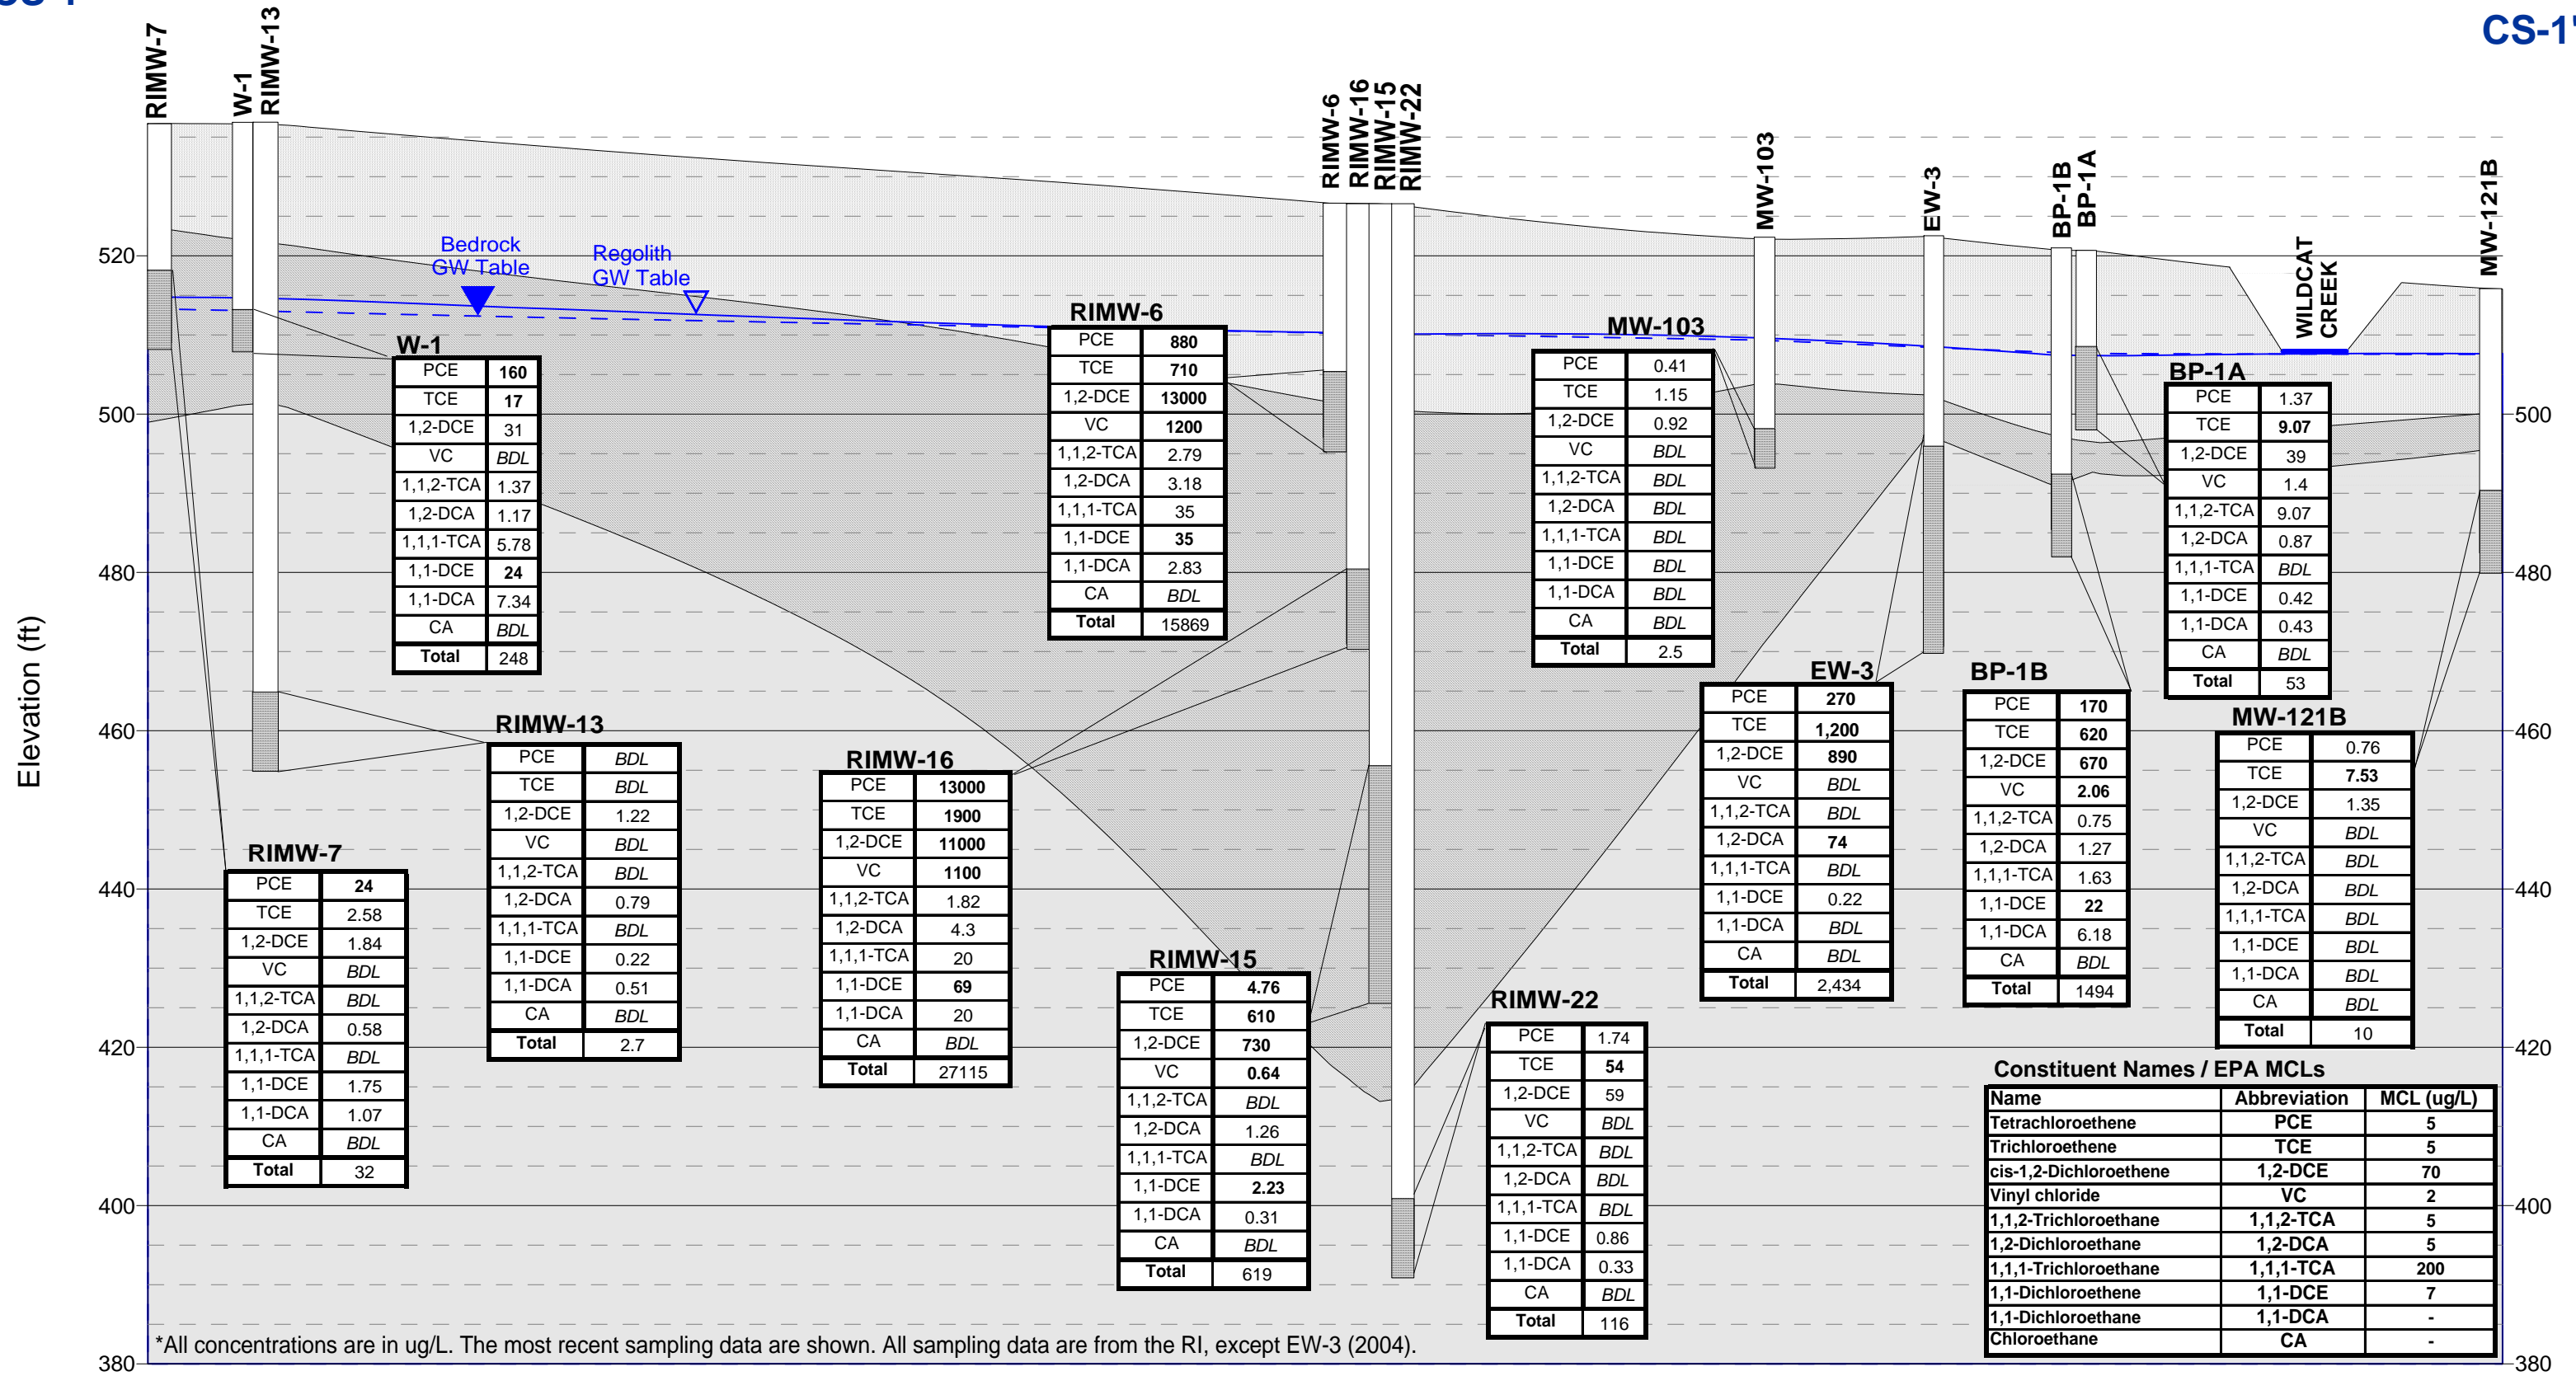 CS-1'
RIMW-7
W-1
RIMW-13
RIMW-6
RIMW-16
RIMW-15
RIMW-22
MW-103
EW-3
BP-1B
BP-1A
WILDCAT
CREEK
MW-121B
Elevation (ft)
520
500
480
460
440
420
400
380
500
480
460
440
420
400
380
Bedrock
GW Table
Regolith
GW Table
W-1
PCE 160
TCE 17
1,2-DCE 31
VC BDL
1,1,2-TCA 1.37
1,2-DCA 1.17
1,1,1-TCA 5.78
1,1-DCE 24
1,1-DCA 7.34
CA BDL
Total 248
RIMW-6
PCE 880
TCE 710
1,2-DCE 13000
VC 1200
1,1,2-TCA 2.79
1,2-DCA 3.18
1,1,1-TCA 35
1,1-DCE 35
1,1-DCA 2.83
CA BDL
Total 15869
MW-103
PCE 0.41
TCE 1.15
1,2-DCE 0.92
VC BDL
1,1,2-TCA BDL
1,2-DCA BDL
1,1,1-TCA BDL
1,1-DCE BDL
1,1-DCA BDL
CA BDL
Total 2.5
BP-1A
PCE 1.37
TCE 9.07
1,2-DCE 39
VC 1.4
1,1,2-TCA 9.07
1,2-DCA 0.87
1,1,1-TCA BDL
1,1-DCE 0.42
1,1-DCA 0.43
CA BDL
Total 53
RIMW-7
PCE 24
TCE 2.58
1,2-DCE 1.84
VC BDL
1,1,2-TCA BDL
1,2-DCA 0.58
1,1,1-TCA BDL
1,1-DCE 1.75
1,1-DCA 1.07
CA BDL
Total 32
RIMW-13
PCE BDL
TCE BDL
1,2-DCE 1.22
VC BDL
1,1,2-TCA BDL
1,2-DCA 0.79
1,1,1-TCA BDL
1,1-DCE 0.22
1,1-DCA 0.51
CA BDL
Total 2.7
RIMW-16
PCE 13000
TCE 1900
1,2-DCE 11000
VC 1100
1,1,2-TCA 1.82
1,2-DCA 4.3
1,1,1-TCA 20
1,1-DCE 69
1,1-DCA 20
CA BDL
Total 27115
RIMW-15
PCE 4.76
TCE 610
1,2-DCE 730
VC 0.64
1,1,2-TCA BDL
1,2-DCA 1.26
1,1,1-TCA BDL
1,1-DCE 2.23
1,1-DCA 0.31
CA BDL
Total 619
RIMW-22
PCE 1.74
TCE 54
1,2-DCE 59
VC BDL
1,1,2-TCA BDL
1,2-DCA BDL
1,1,1-TCA BDL
1,1-DCE 0.86
1,1-DCA 0.33
CA BDL
Total 116
EW-3
PCE 270
TCE 1,200
1,2-DCE 890
VC BDL
1,1,2-TCA BDL
1,2-DCA 74
1,1,1-TCA BDL
1,1-DCE 0.22
1,1-DCA BDL
CA BDL
Total 2,434
BP-1B
PCE 170
TCE 620
1,2-DCE 670
VC 2.06
1,1,2-TCA 0.75
1,2-DCA 1.27
1,1,1-TCA 1.63
1,1-DCE 22
1,1-DCA 6.18
CA BDL
Total 1494
MW-121B
PCE 0.76
TCE 7.53
1,2-DCE 1.35
VC BDL
1,1,2-TCA BDL
1,2-DCA BDL
1,1,1-TCA BDL
1,1-DCE BDL
1,1-DCA BDL
CA BDL
Total 10
Constituent Names / EPA MCLs
Name Abbreviation MCL (ug/L)
Tetrachloroethene PCE 5
Trichloroethene TCE 5
cis-1,2-Dichloroethene 1,2-DCE 70
Vinyl chloride VC 2
1,1,2-Trichloroethane 1,1,2-TCA 5
1,2-Dichloroethane 1,2-DCA 5
1,1,1-Trichloroethane 1,1,1-TCA 200
1,1-Dichloroethene 1,1-DCE 7
1,1-Dichloroethane 1,1-DCA -
Chloroethane CA -
*All concentrations are in ug/L. The most recent sampling data are shown. All sampling data are from the RI, except EW-3 (2004).